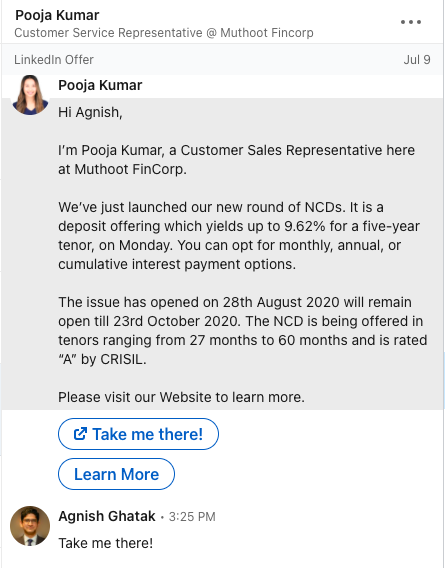 Pooja Kumar
Customer Service Representative @ Muthoot Fincorp
LinkedIn Offer
Jul 9
Pooja Kumar
Hi Agnish,
I’m Pooja Kumar, a Customer Sales Representative here
at Muthoot FinCorp.
We’ve just launched our new round of NCDs. It is a
deposit offering which yields up to 9.62% for a five-year
tenor, on Monday. You can opt for monthly, annual, or
cumulative interest payment options.
The issue has opened on 28th August 2020 will remain
open till 23rd October 2020. The NCD is being offered in
tenors ranging from 27 months to 60 months and is rated
“A” by CRISIL.
Please visit our Website to learn more.
Take me there!
Learn More
Agnish Ghatak • 3:25 PM
Take me there!